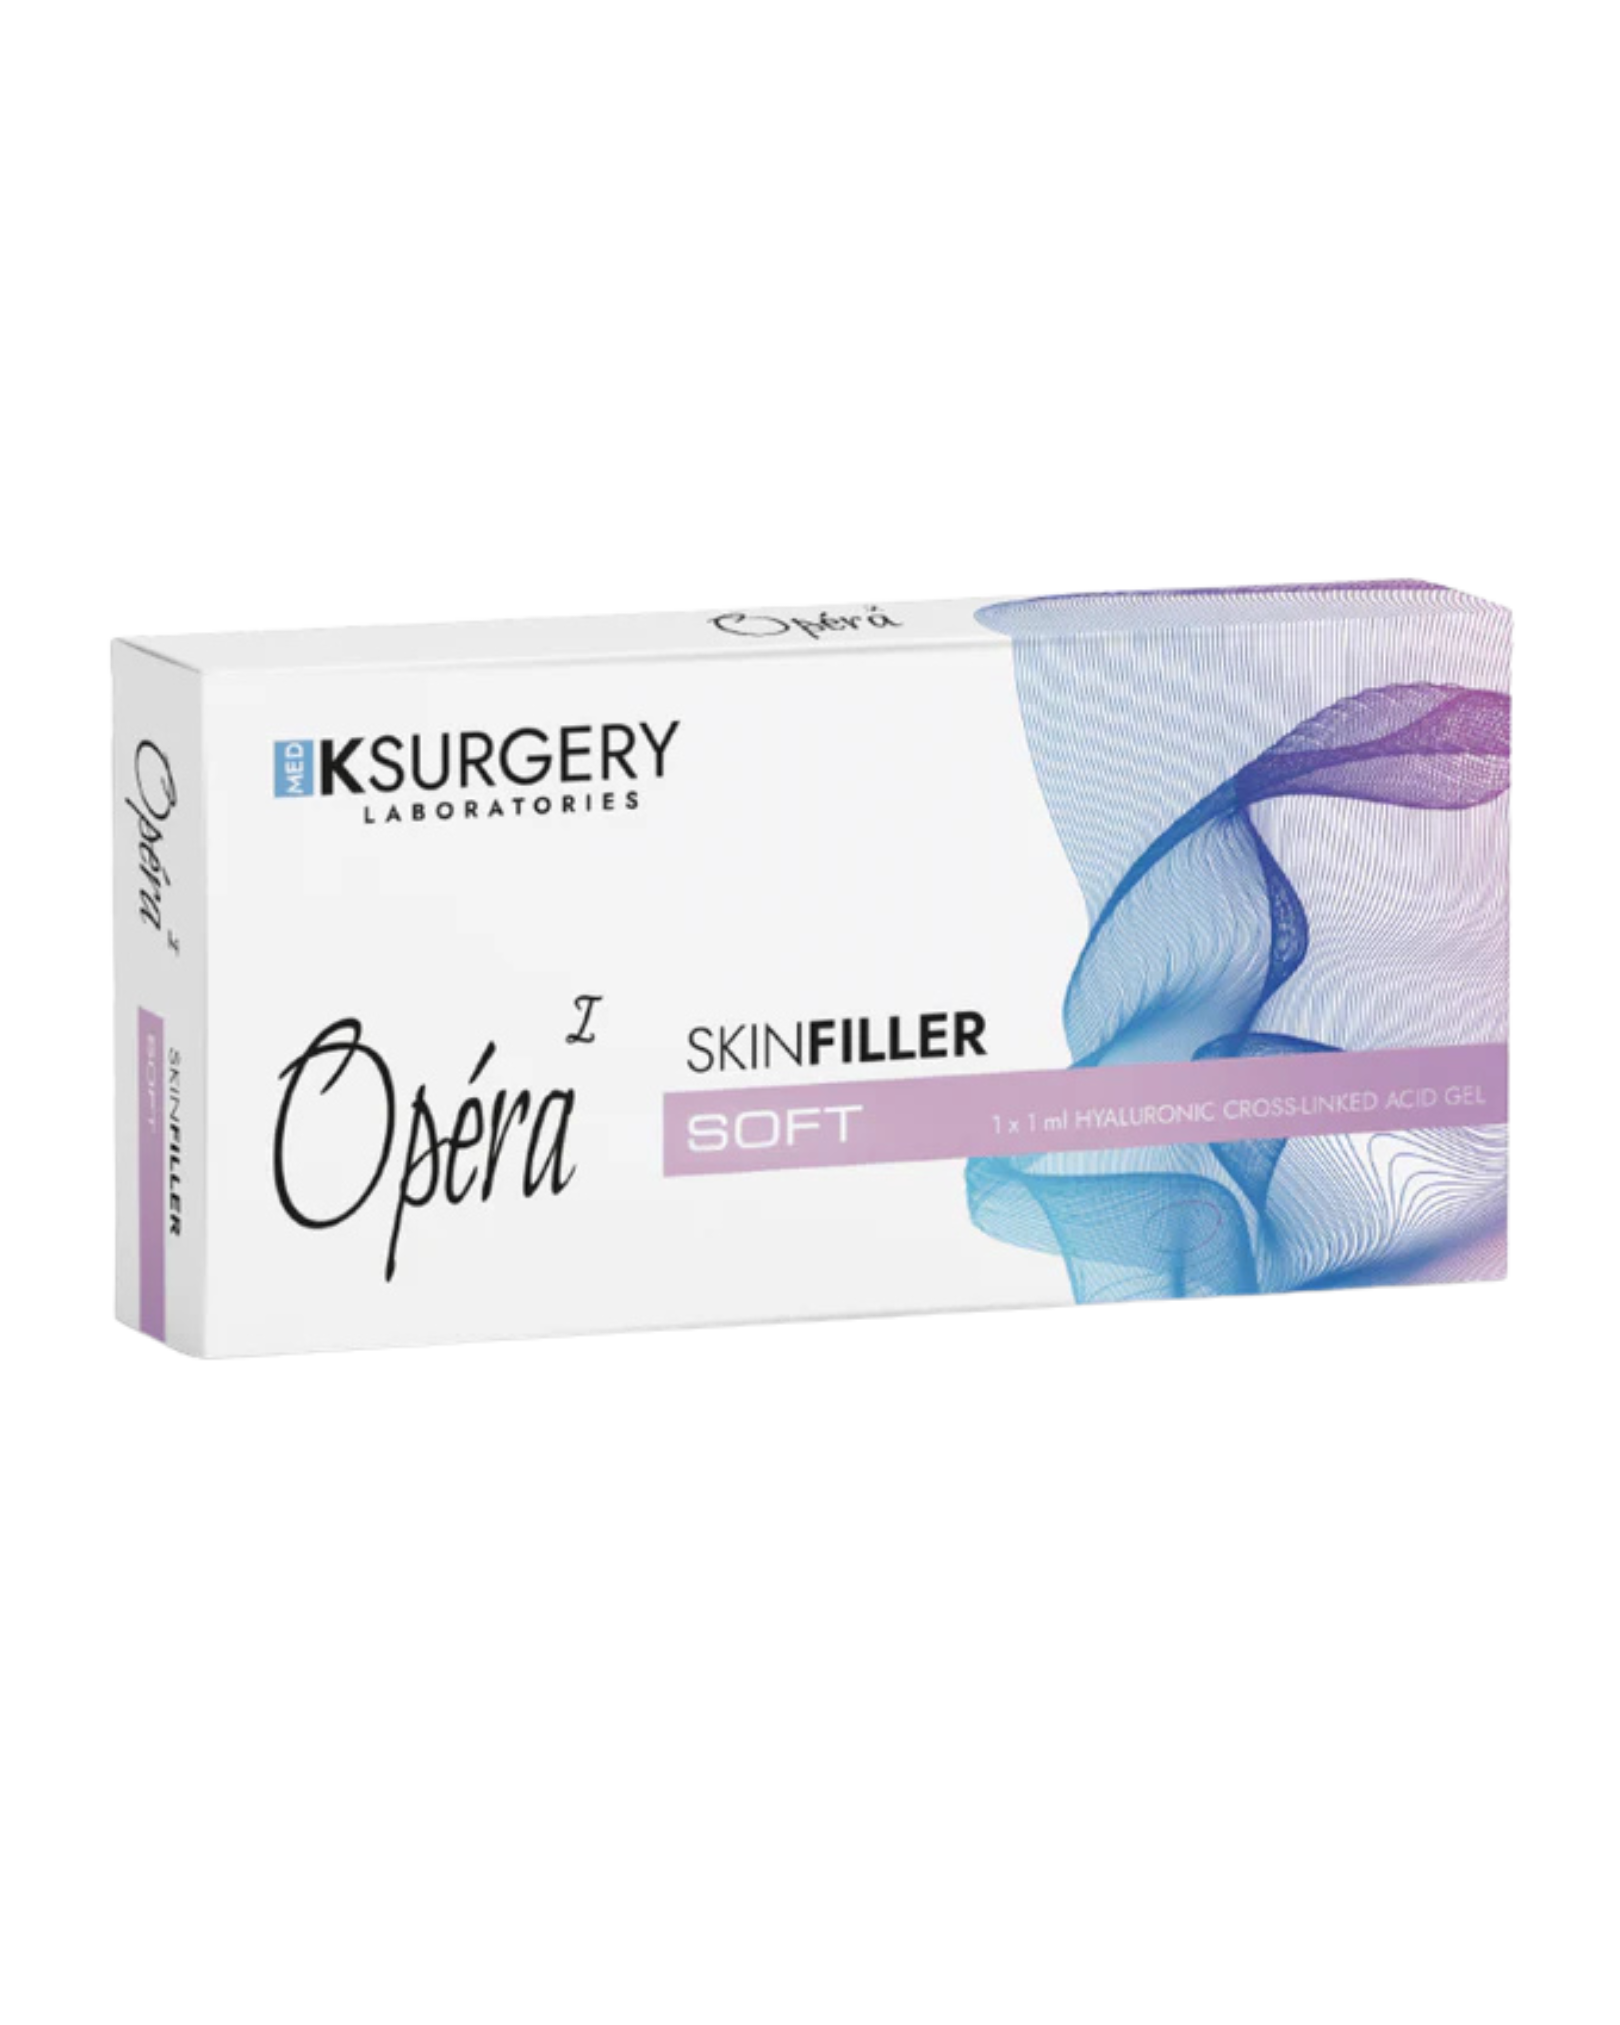 Opéra I
MED KSURGERY
LABORATORIES
Opéra I
SKINFILLER
SOFT
1 x 1 ml HYALURONIC CROSS-LINKED ACID GEL
Opéra I
SKINFILLER
SOFT